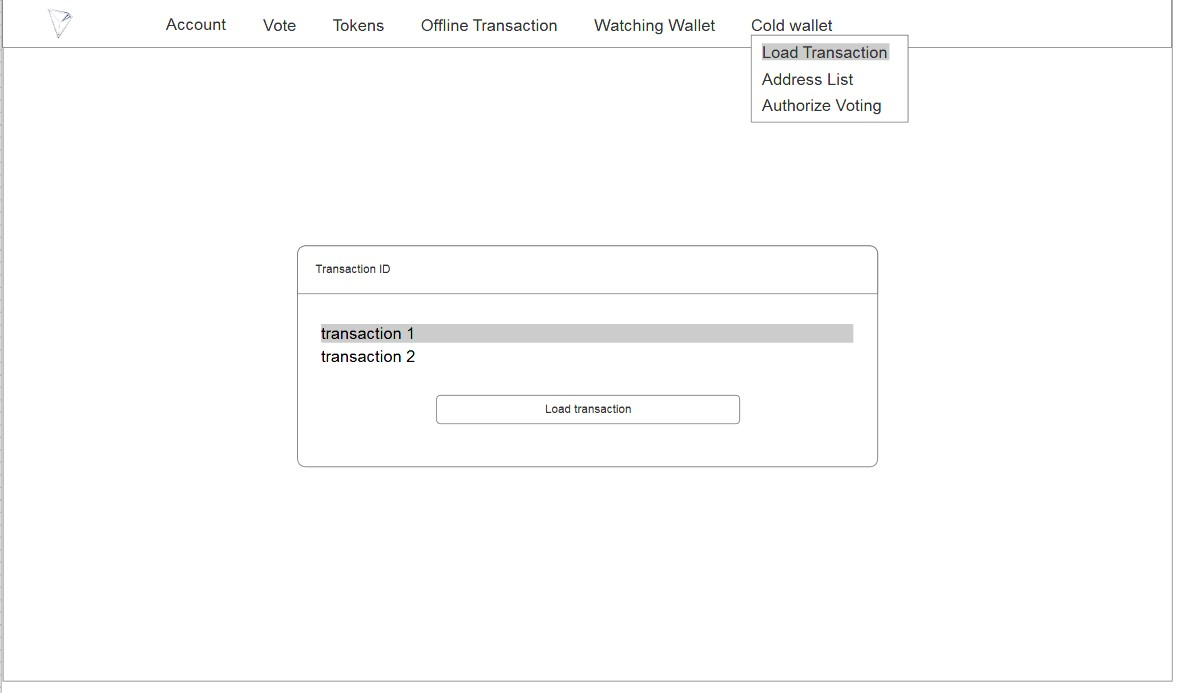 Account Vote Tokens Offline Transaction Watching Wallet Cold wallet
Load Transaction
Address List
Authorize Voting
Transaction ID
transaction 1
transaction 2
Load transaction